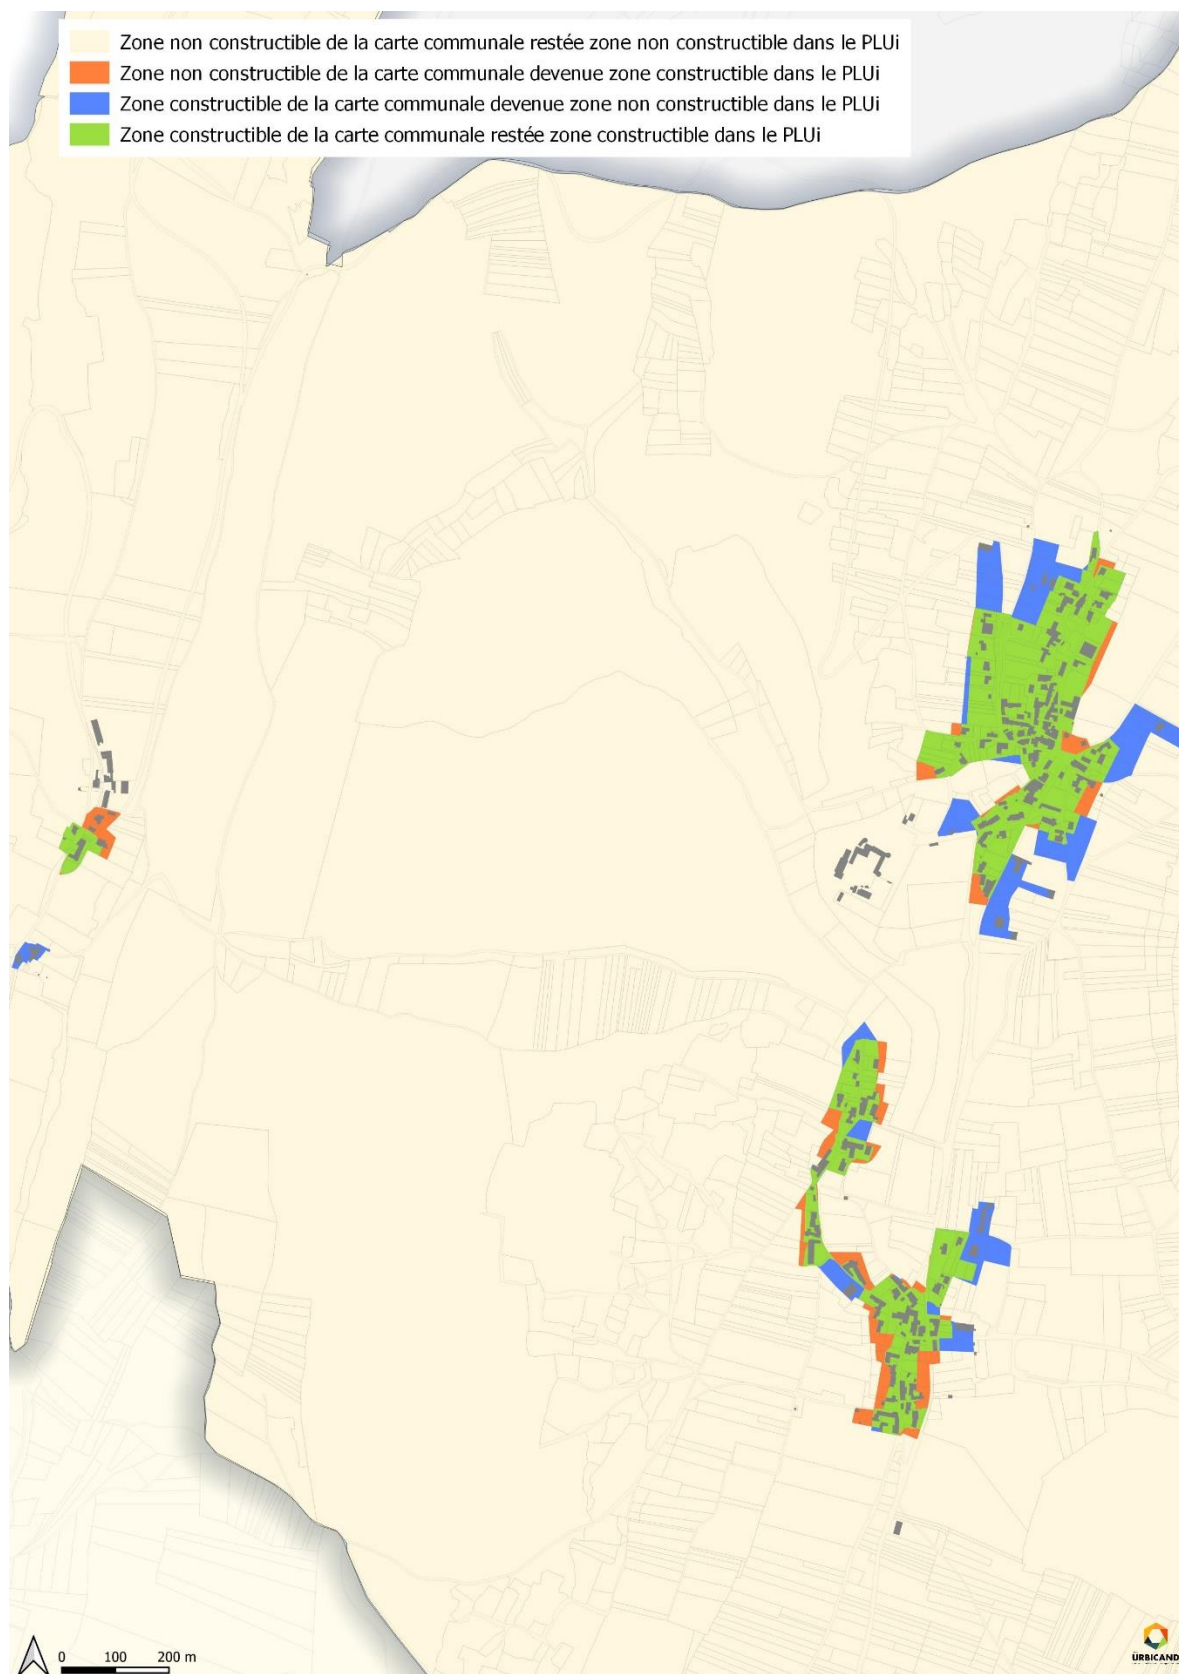 Zone non constructible de la carte communale restée zone non constructible dans le PLUi
Zone non constructible de la carte communale devenue zone constructible dans le PLUi
Zone constructible de la carte communale devenue zone non constructible dans le PLUi
Zone constructible de la carte communale restée zone constructible dans le PLUi
0 100 200 m
ÜRBICAND